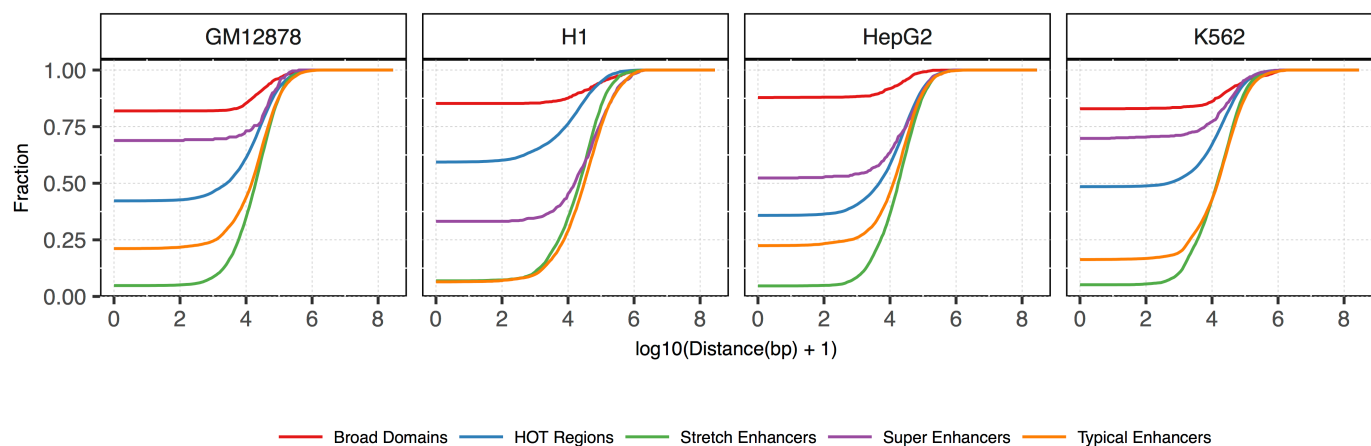 GM12878 H1 HepG2 K562
1.00
0.75
0.50
0.25
0.00
Fraction
0 2 4 6 8 0 2 4 6 8 0 2 4 6 8 0 2 4 6 8
log10(Distance(bp) + 1)
Broad Domains HOT Regions Stretch Enhancers Super Enhancers Typical Enhancers